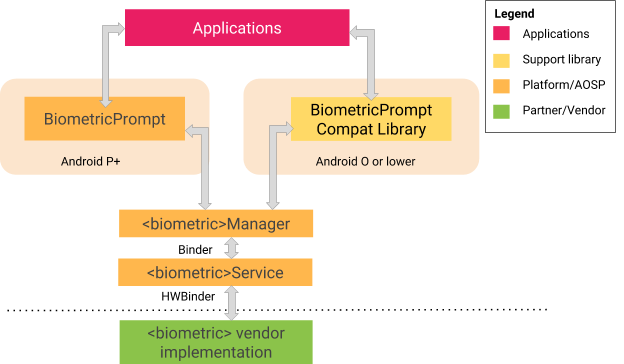 Applications
Legend
Applications
Support library
Platform/AOSP
Partner/Vendor
BiometricPrompt
Android P+
BiometricPrompt
Compat Library
Android O or lower
<biometric>Manager
Binder
<biometric>Service
HWBinder
<biometric> vendor
implementation